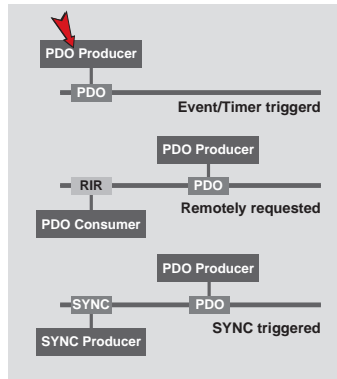 PDO Producer
PDO
Event/Timer triggerd
PDO Producer
RIR
PDO
Remotely requested
PDO Consumer
PDO Producer
SYNC
PDO
SYNC triggered
SYNC Producer